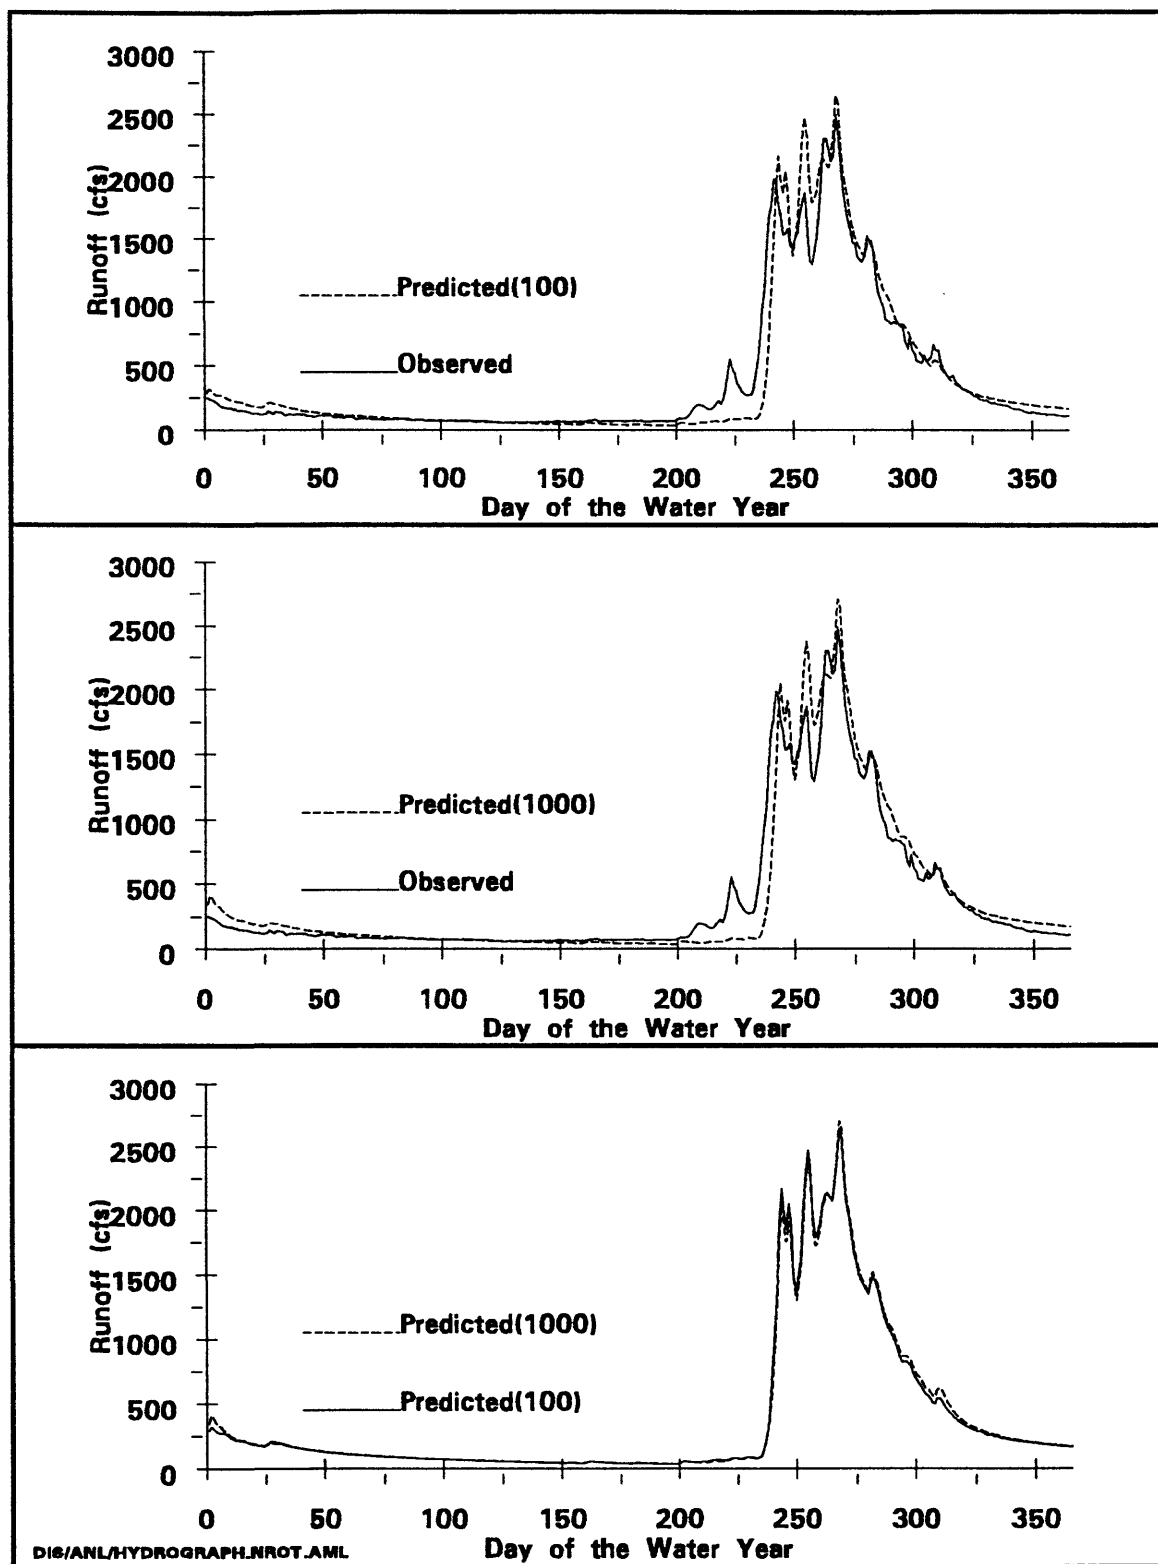 3000
2500
2000
1500
1000
500
0
Runoff (cfs)
Predicted(100)
Observed
0 50 100 150 200 250 300 350
Day of the Water Year
3000
2500
2000
1500
1000
500
0
Runoff (cfs)
Predicted(1000)
Observed
0 50 100 150 200 250 300 350
Day of the Water Year
3000
2500
2000
1500
1000
500
0
Runoff (cfs)
Predicted(1000)
Predicted(100)
0 50 100 150 200 250 300 350
Day of the Water Year
DIS/ANL/HYDROGRAPH.NROT.AML